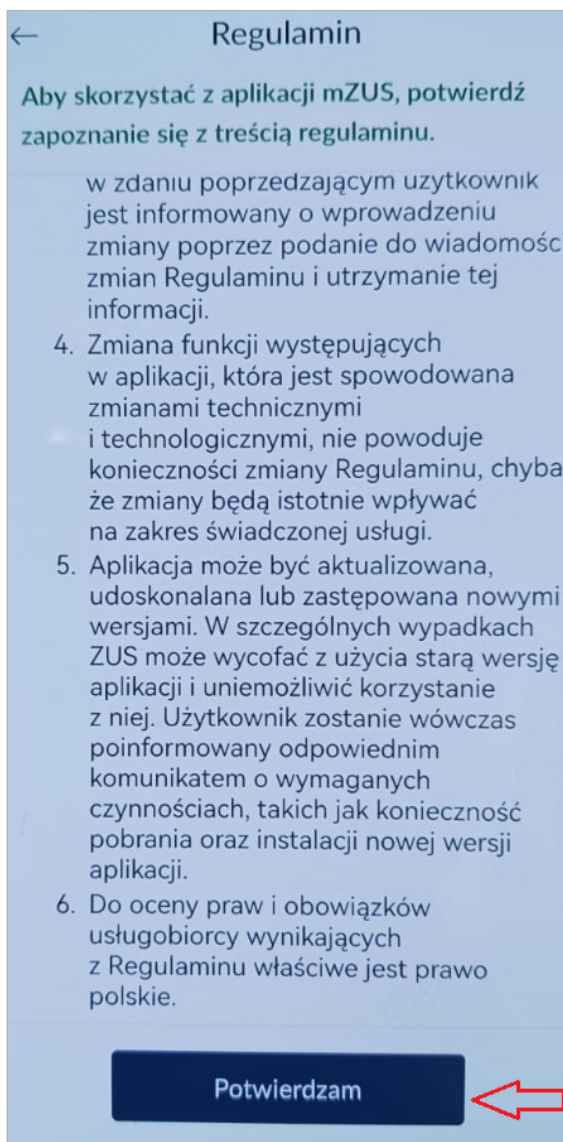 Regulamin
Aby skorzystać z aplikacji mZUS, potwierdź
zapoznanie się z treścią regulaminu.
w zdaniu poprzedzającym użytkownik
jest informowany o wprowadzeniu
zmiany poprzez podanie do wiadomośc
zmian Regulaminu i utrzymanie tej
informacji.
4. Zmiana funkcji występujących
w aplikacji, która jest spowodowana
zmianami technicznymi
i technologicznymi, nie powoduje
konieczności zmiany Regulaminu, chyba
że zmiany będą istotnie wpływać
na zakres świadczonej usługi.
5. Aplikacja może być aktualizowana,
udoskonalana lub zastępowana nowymi
wersjami. W szczególnych wypadkach
ZUS może wycofać z użycia starą wersję
aplikacji i uniemożliwić korzystanie
z niej. Użytkownik zostanie wówczas
poinformowany odpowiednim
komunikatem o wymaganych
czynnościach, takich jak konieczność
pobrania oraz instalacji nowej wersji
aplikacji.
6. Do oceny praw i obowiązków
usługobiorcy wynikających
z Regulaminu właściwe jest prawo
polskie.
Potwierdzam